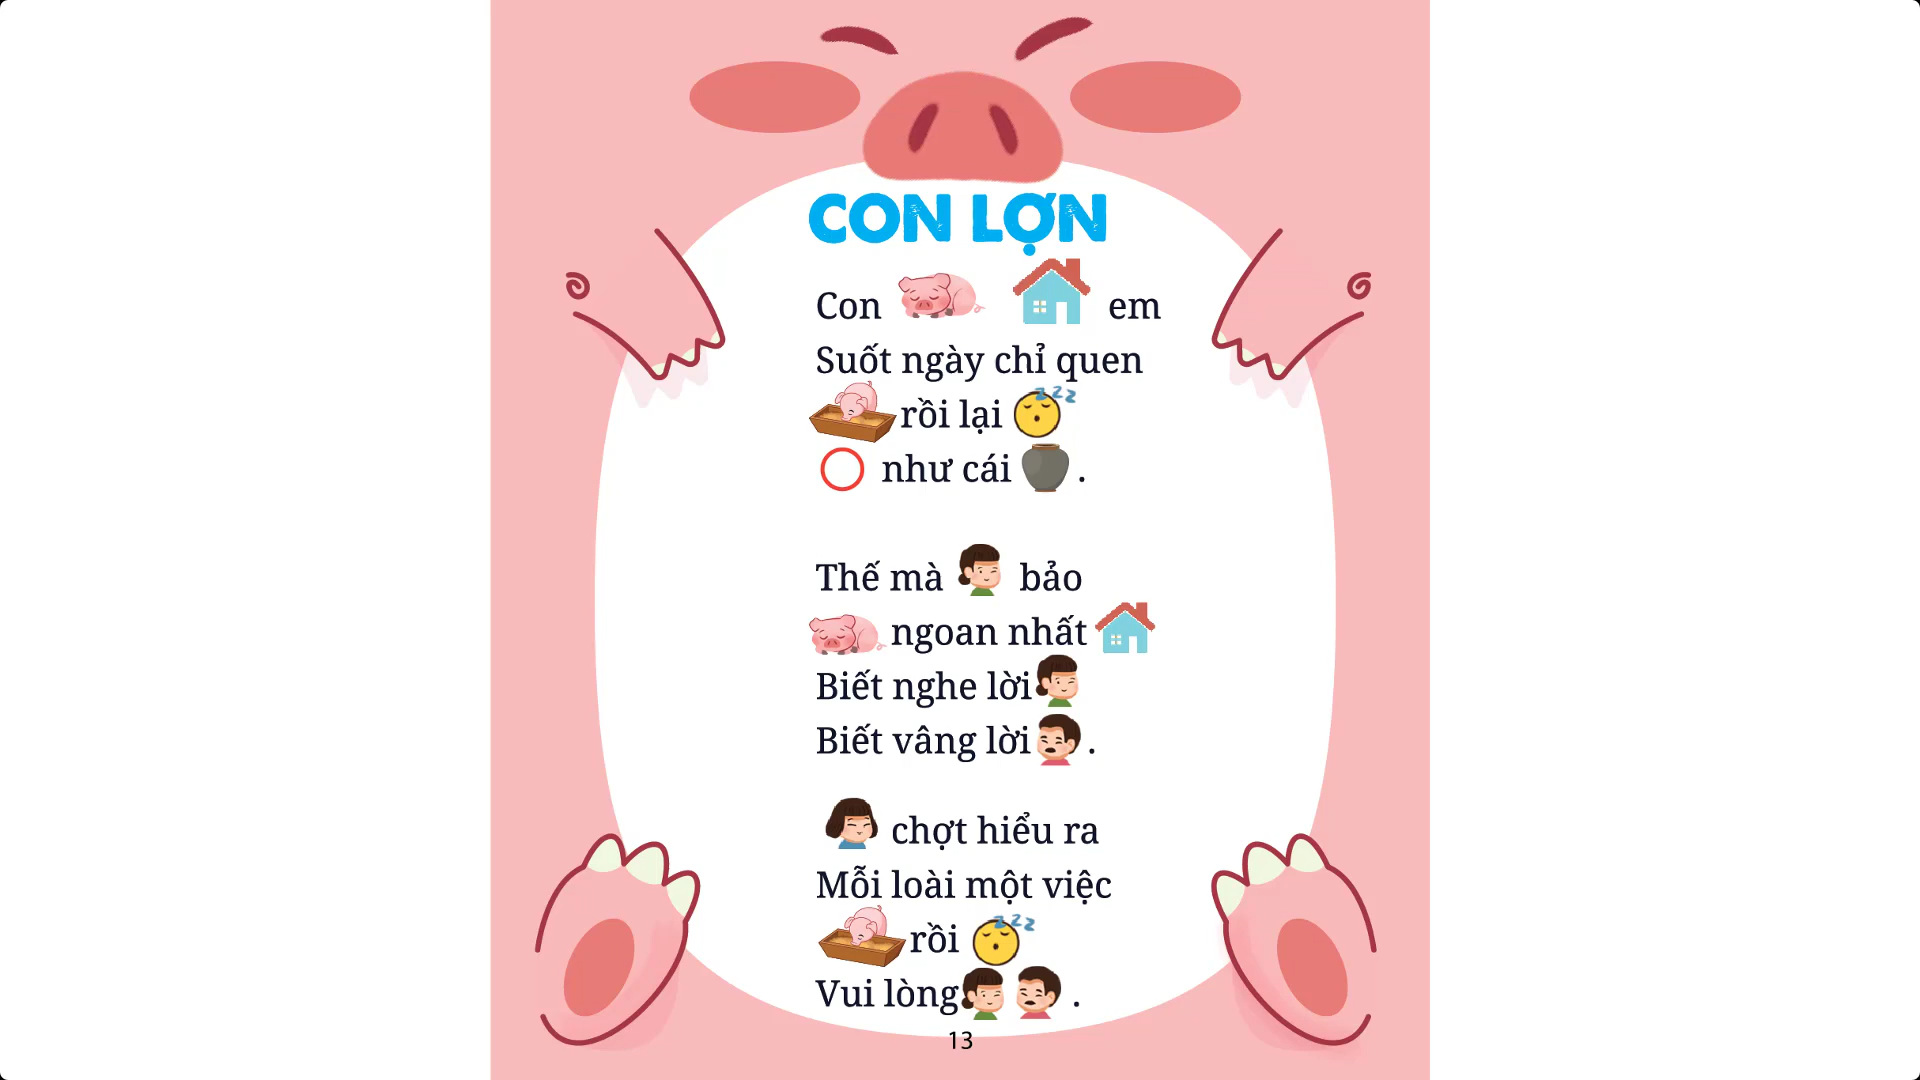 CON LỢN
Con em
Suốt ngày chỉ quen
rồi lại
như cái .
Thế mà bảo
ngoan nhất
Biết nghe lời
Biết vâng lời .
chợt hiểu ra
Mỗi loài một việc
rồi
Vui lòng .
13